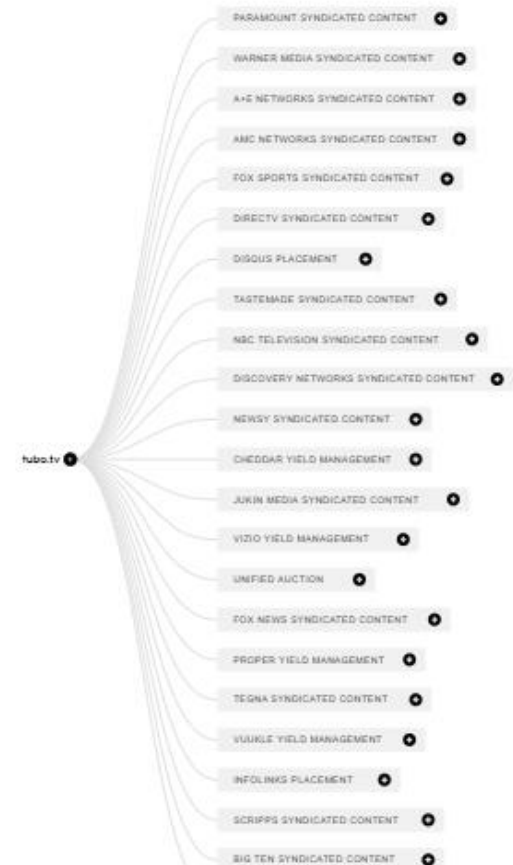 PARAMOUNT SYNDICATED CONTENT
WARNER MEDIA SYNDICATED CONTENT
A+E NETWORKS SYNDICATED CONTENT
AMC NETWORKS SYNDICATED CONTENT
FOX SPORTS SYNDICATED CONTENT
DIRECTV SYNDICATED CONTENT
DISQUS PLACEMENT
TASTEMADE SYNDICATED CONTENT
NBC TELEVISION SYNDICATED CONTENT
DISCOVERY NETWORKS SYNDICATED CONTENT
NEWSY SYNDICATED CONTENT
fubo.tv
CHEDDAR YIELD MANAGEMENT
JUKIN MEDIA SYNDICATED CONTENT
VIZIO YIELD MANAGEMENT
UNIFIED AUCTION
FOX NEWS SYNDICATED CONTENT
PROPER YIELD MANAGEMENT
TEGNA SYNDICATED CONTENT
VUUKLE YIELD MANAGEMENT
INFOLINKS PLACEMENT
SCRIPPS SYNDICATED CONTENT
BIG TEN SYNDICATED CONTENT